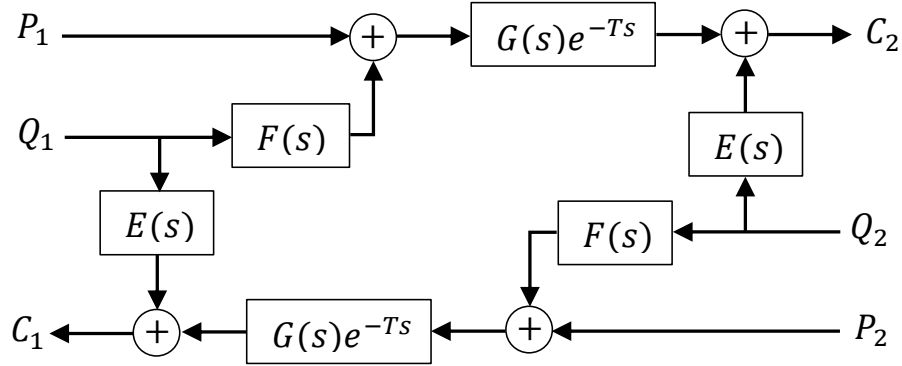 P₁ + G(s)e^{-Ts} + C₂
Q₁ F(s) E(s)
E(s) F(s) Q₂
C₁ + G(s)e^{-Ts} + P₂